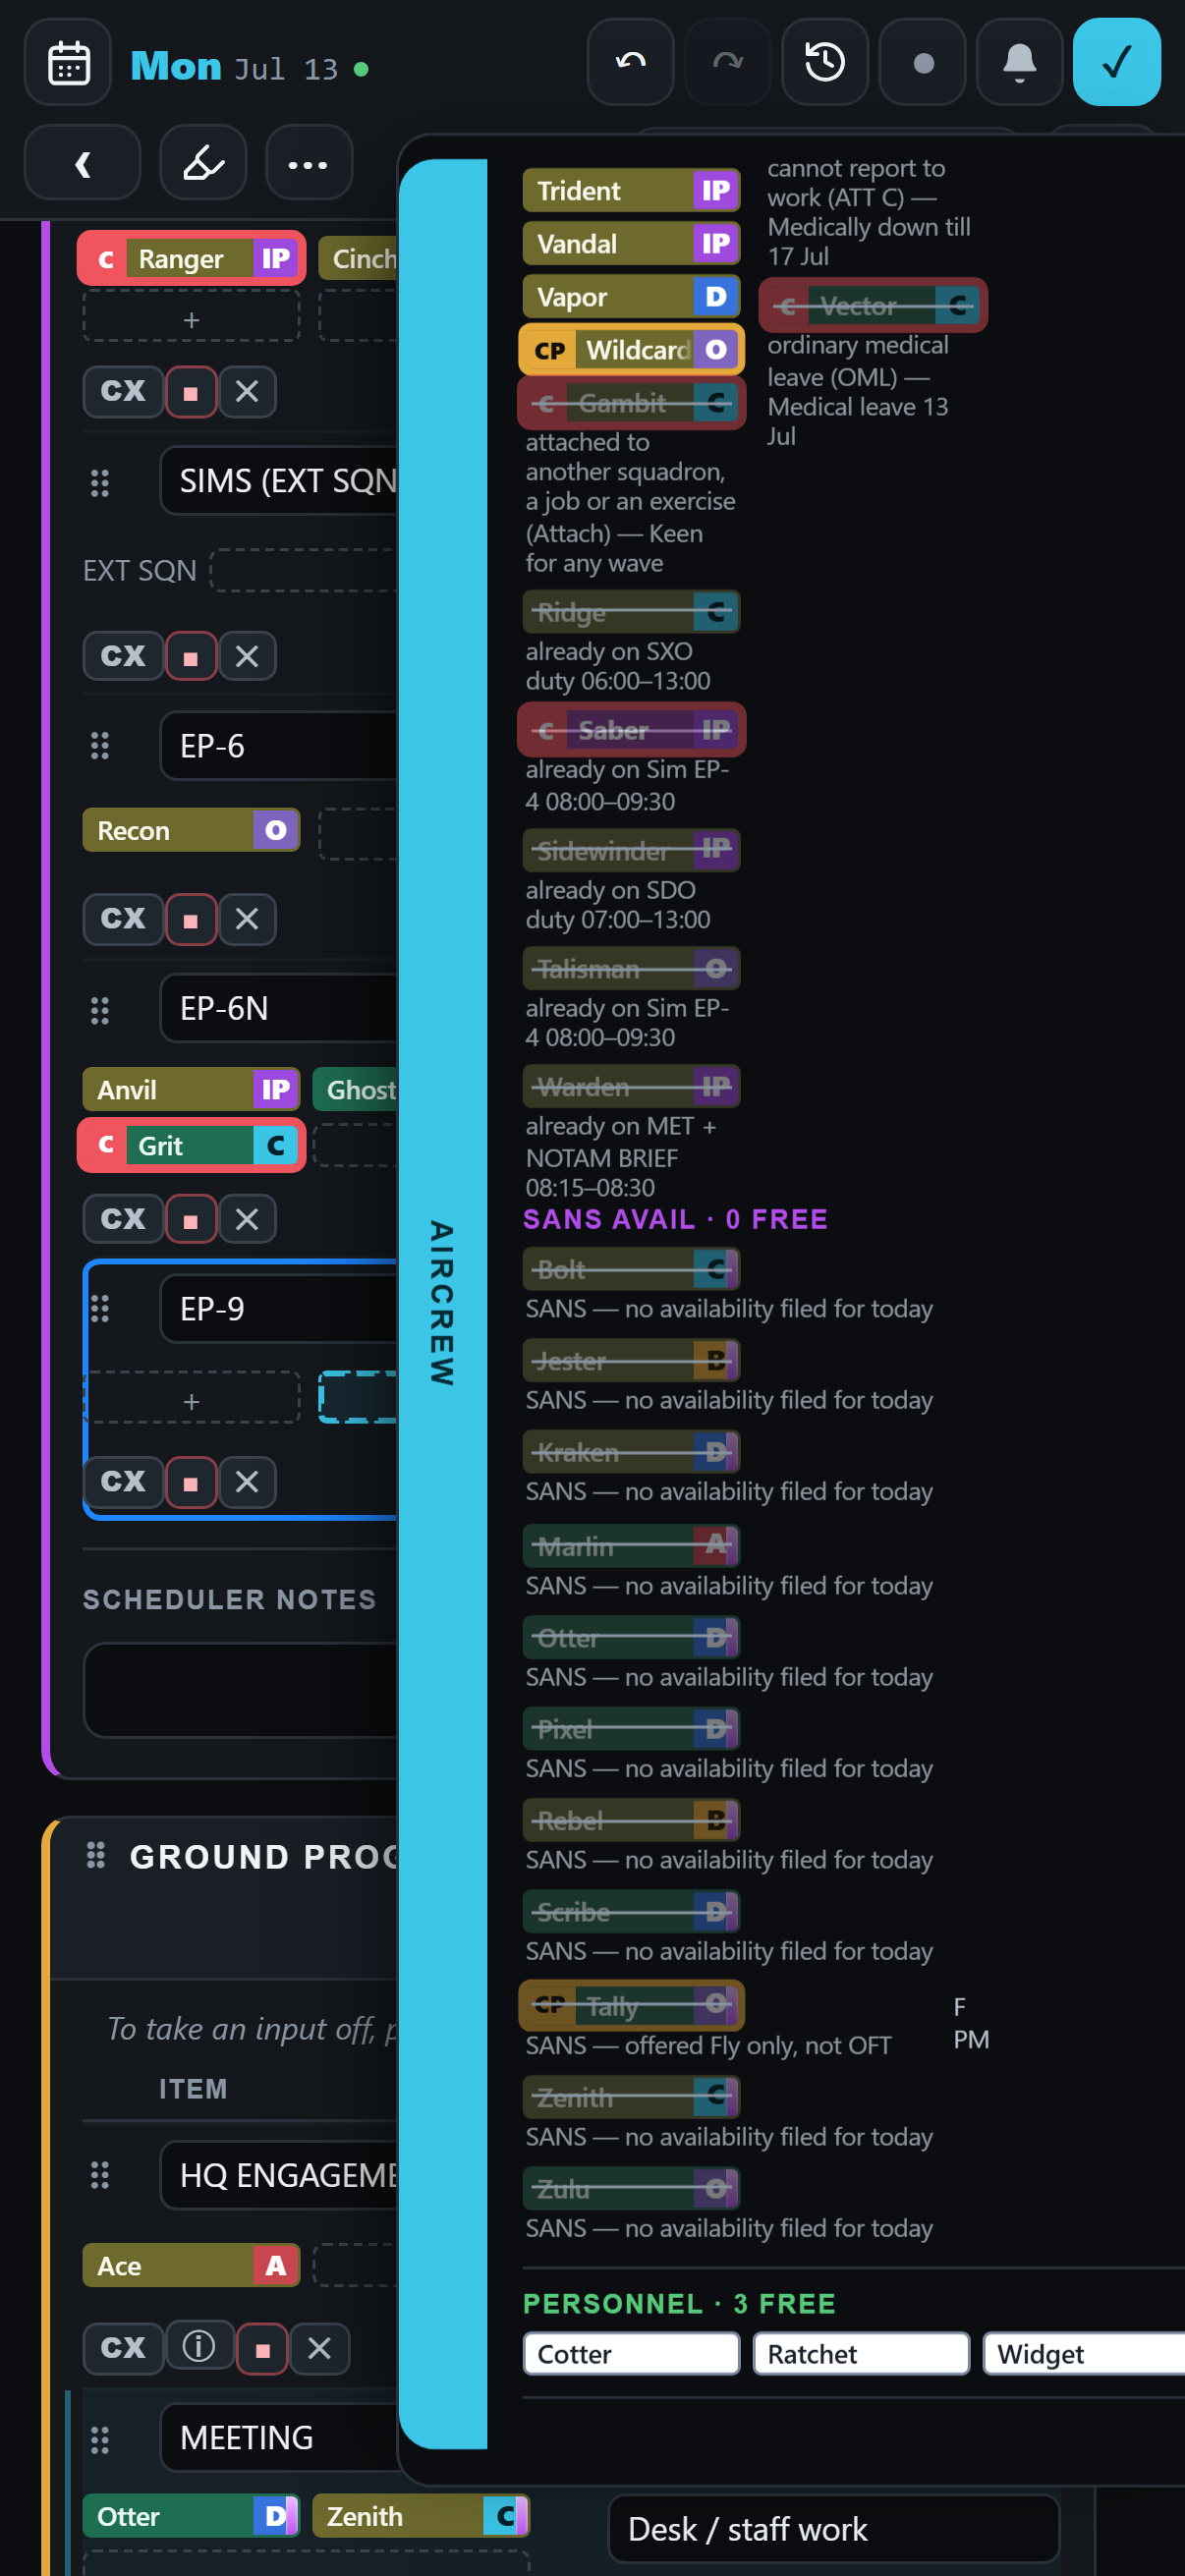 Mon Jul 13
Ranger IP
C
Cinch
+
CX
SIMS (EXT SQN
EXT SQN
CX
EP-6
Recon O
CX
EP-6N
Anvil IP
Ghost
C Grit C
CX
EP-9
+
CX
SCHEDULER NOTES
GROUND PROG
To take an input off, p
ITEM
HQ ENGAGEME
Ace A
CX
MEETING
Otter D
Zenith C
Desk / staff work
AIRCREW
Trident IP
Vandal IP
Vapor D
CP Wildcard O
C Gambit C
attached to
another squadron,
a job or an exercise
(Attach) — Keen
for any wave
Ridge C
already on SXO
duty 06:00–13:00
C Saber IP
already on Sim EP-
4 08:00–09:30
Sidewinder IP
already on SDO
duty 07:00–13:00
Talisman O
already on Sim EP-
4 08:00–09:30
Warden IP
already on MET +
NOTAM BRIEF
08:15–08:30
cannot report to
work (ATT C) —
Medically down till
17 Jul
C Vector C
ordinary medical
leave (OML) —
Medical leave 13
Jul
SANS AVAIL · 0 FREE
Bolt C
SANS — no availability filed for today
Jester B
SANS — no availability filed for today
Kraken D
SANS — no availability filed for today
Marlin A
SANS — no availability filed for today
Otter D
SANS — no availability filed for today
Pixel D
SANS — no availability filed for today
Rebel B
SANS — no availability filed for today
Scribe D
SANS — no availability filed for today
CP Tally O
SANS — offered Fly only, not OFT
F
PM
Zenith C
SANS — no availability filed for today
Zulu O
SANS — no availability filed for today
PERSONNEL · 3 FREE
Cotter
Ratchet
Widget